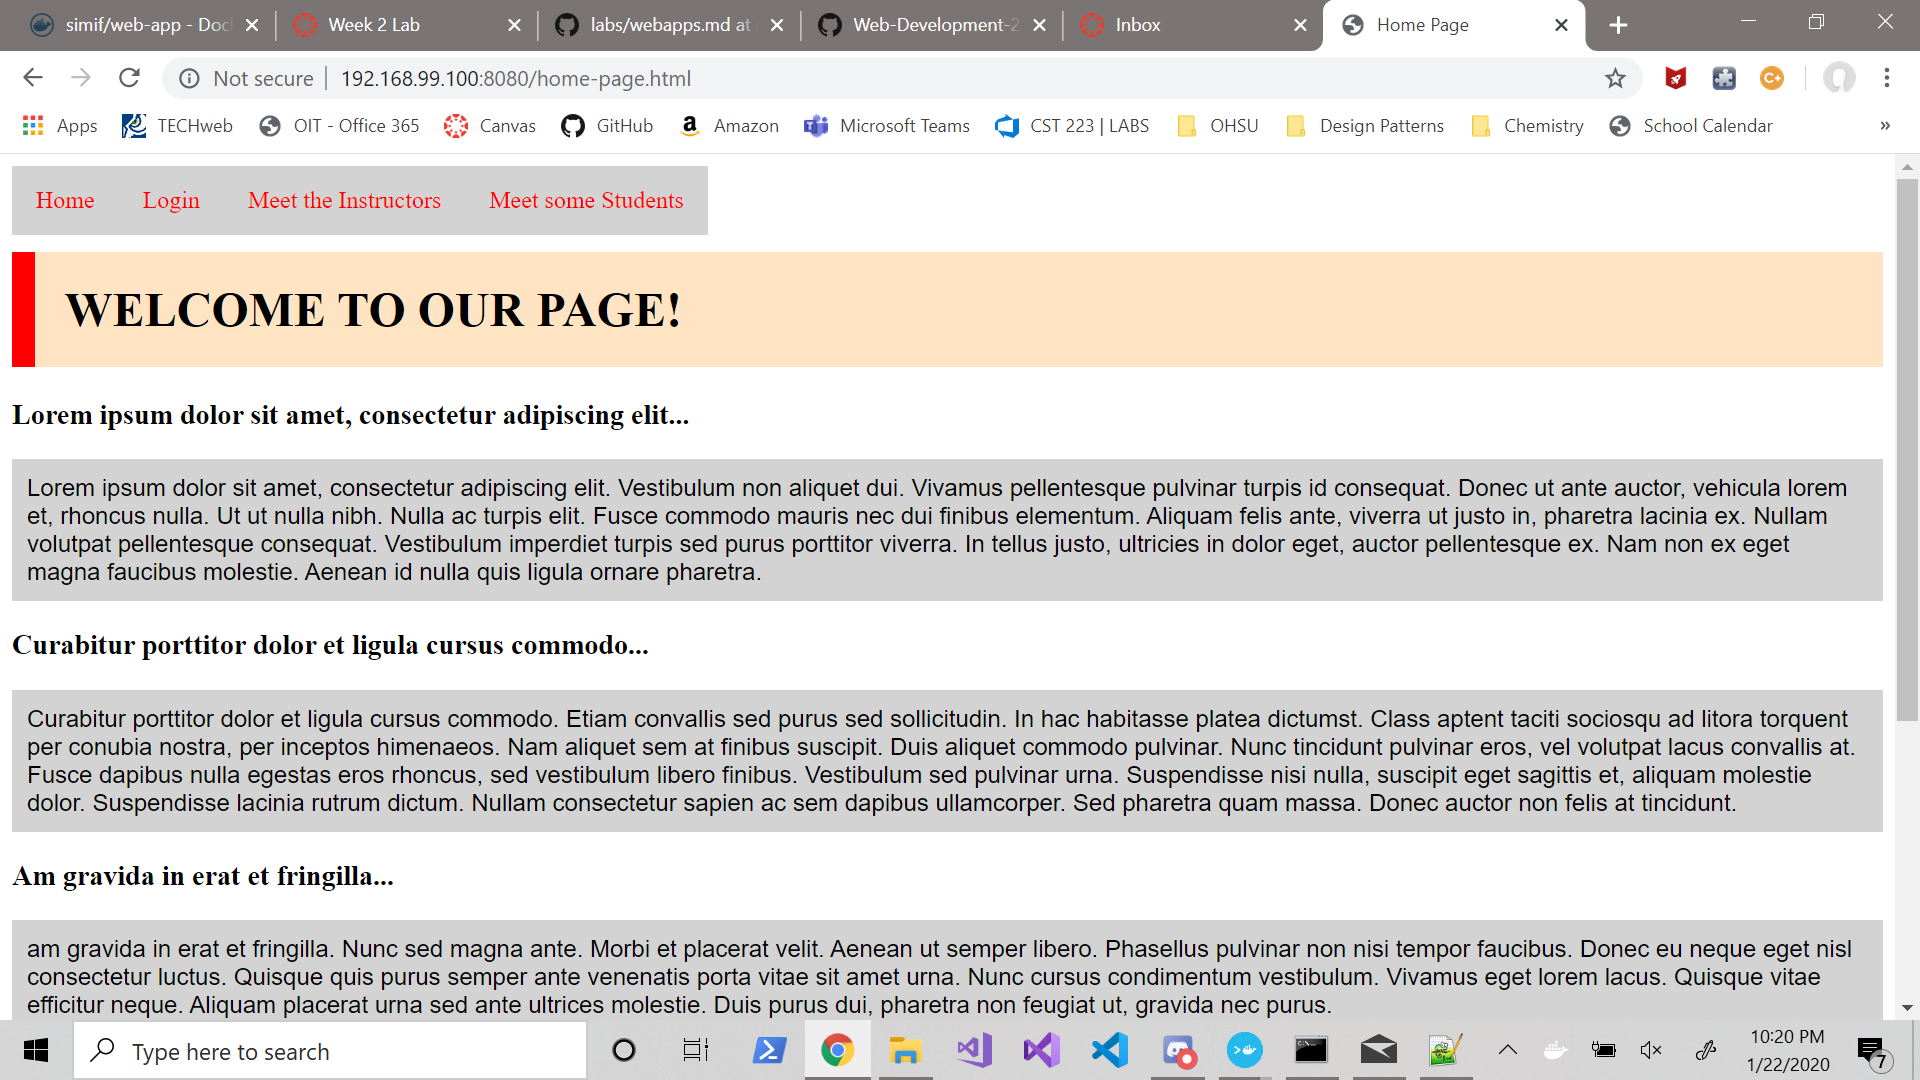 simif/web-app - Doc
Week 2 Lab
labs/webapps.md at
Web-Development-2
Inbox
Home Page
Not secure | 192.168.99.100:8080/home-page.html
Apps
TECHweb
OIT - Office 365
Canvas
GitHub
Amazon
Microsoft Teams
CST 223 | LABS
OHSU
Design Patterns
Chemistry
School Calendar
»
Home
Login
Meet the Instructors
Meet some Students
WELCOME TO OUR PAGE!
Lorem ipsum dolor sit amet, consectetur adipiscing elit...
Lorem ipsum dolor sit amet, consectetur adipiscing elit. Vestibulum non aliquet dui. Vivamus pellentesque pulvinar turpis id consequat. Donec ut ante auctor, vehicula lorem
et, rhoncus nulla. Ut ut nulla nibh. Nulla ac turpis elit. Fusce commodo mauris nec dui finibus elementum. Aliquam felis ante, viverra ut justo in, pharetra lacinia ex. Nullam
volutpat pellentesque consequat. Vestibulum imperdiet turpis sed purus porttitor viverra. In tellus justo, ultricies in dolor eget, auctor pellentesque ex. Nam non ex eget
magna faucibus molestie. Aenean id nulla quis ligula ornare pharetra.
Curabitur porttitor dolor et ligula cursus commodo...
Curabitur porttitor dolor et ligula cursus commodo. Etiam convallis sed purus sed sollicitudin. In hac habitasse platea dictumst. Class aptent taciti sociosqu ad litora torquent
per conubia nostra, per inceptos himenaeos. Nam aliquet sem at finibus suscipit. Duis aliquet commodo pulvinar. Nunc tincidunt pulvinar eros, vel volutpat lacus convallis at.
Fusce dapibus nulla egestas eros rhoncus, sed vestibulum libero finibus. Vestibulum sed pulvinar urna. Suspendisse nisi nulla, suscipit eget sagittis et, aliquam molestie
dolor. Suspendisse lacinia rutrum dictum. Nullam consectetur sapien ac sem dapibus ullamcorper. Sed pharetra quam massa. Donec auctor non felis at tincidunt.
Am gravida in erat et fringilla...
am gravida in erat et fringilla. Nunc sed magna ante. Morbi et placerat velit. Aenean ut semper libero. Phasellus pulvinar non nisi tempor faucibus. Donec eu neque eget nisl
consectetur luctus. Quisque quis purus semper ante venenatis porta vitae sit amet urna. Nunc cursus condimentum vestibulum. Vivamus eget lorem lacus. Quisque vitae
efficitur neque. Aliquam placerat urna sed ante ultrices molestie. Duis purus dui, pharetra non feugiat ut, gravida nec purus.
Type here to search
10:20 PM
1/22/2020
7